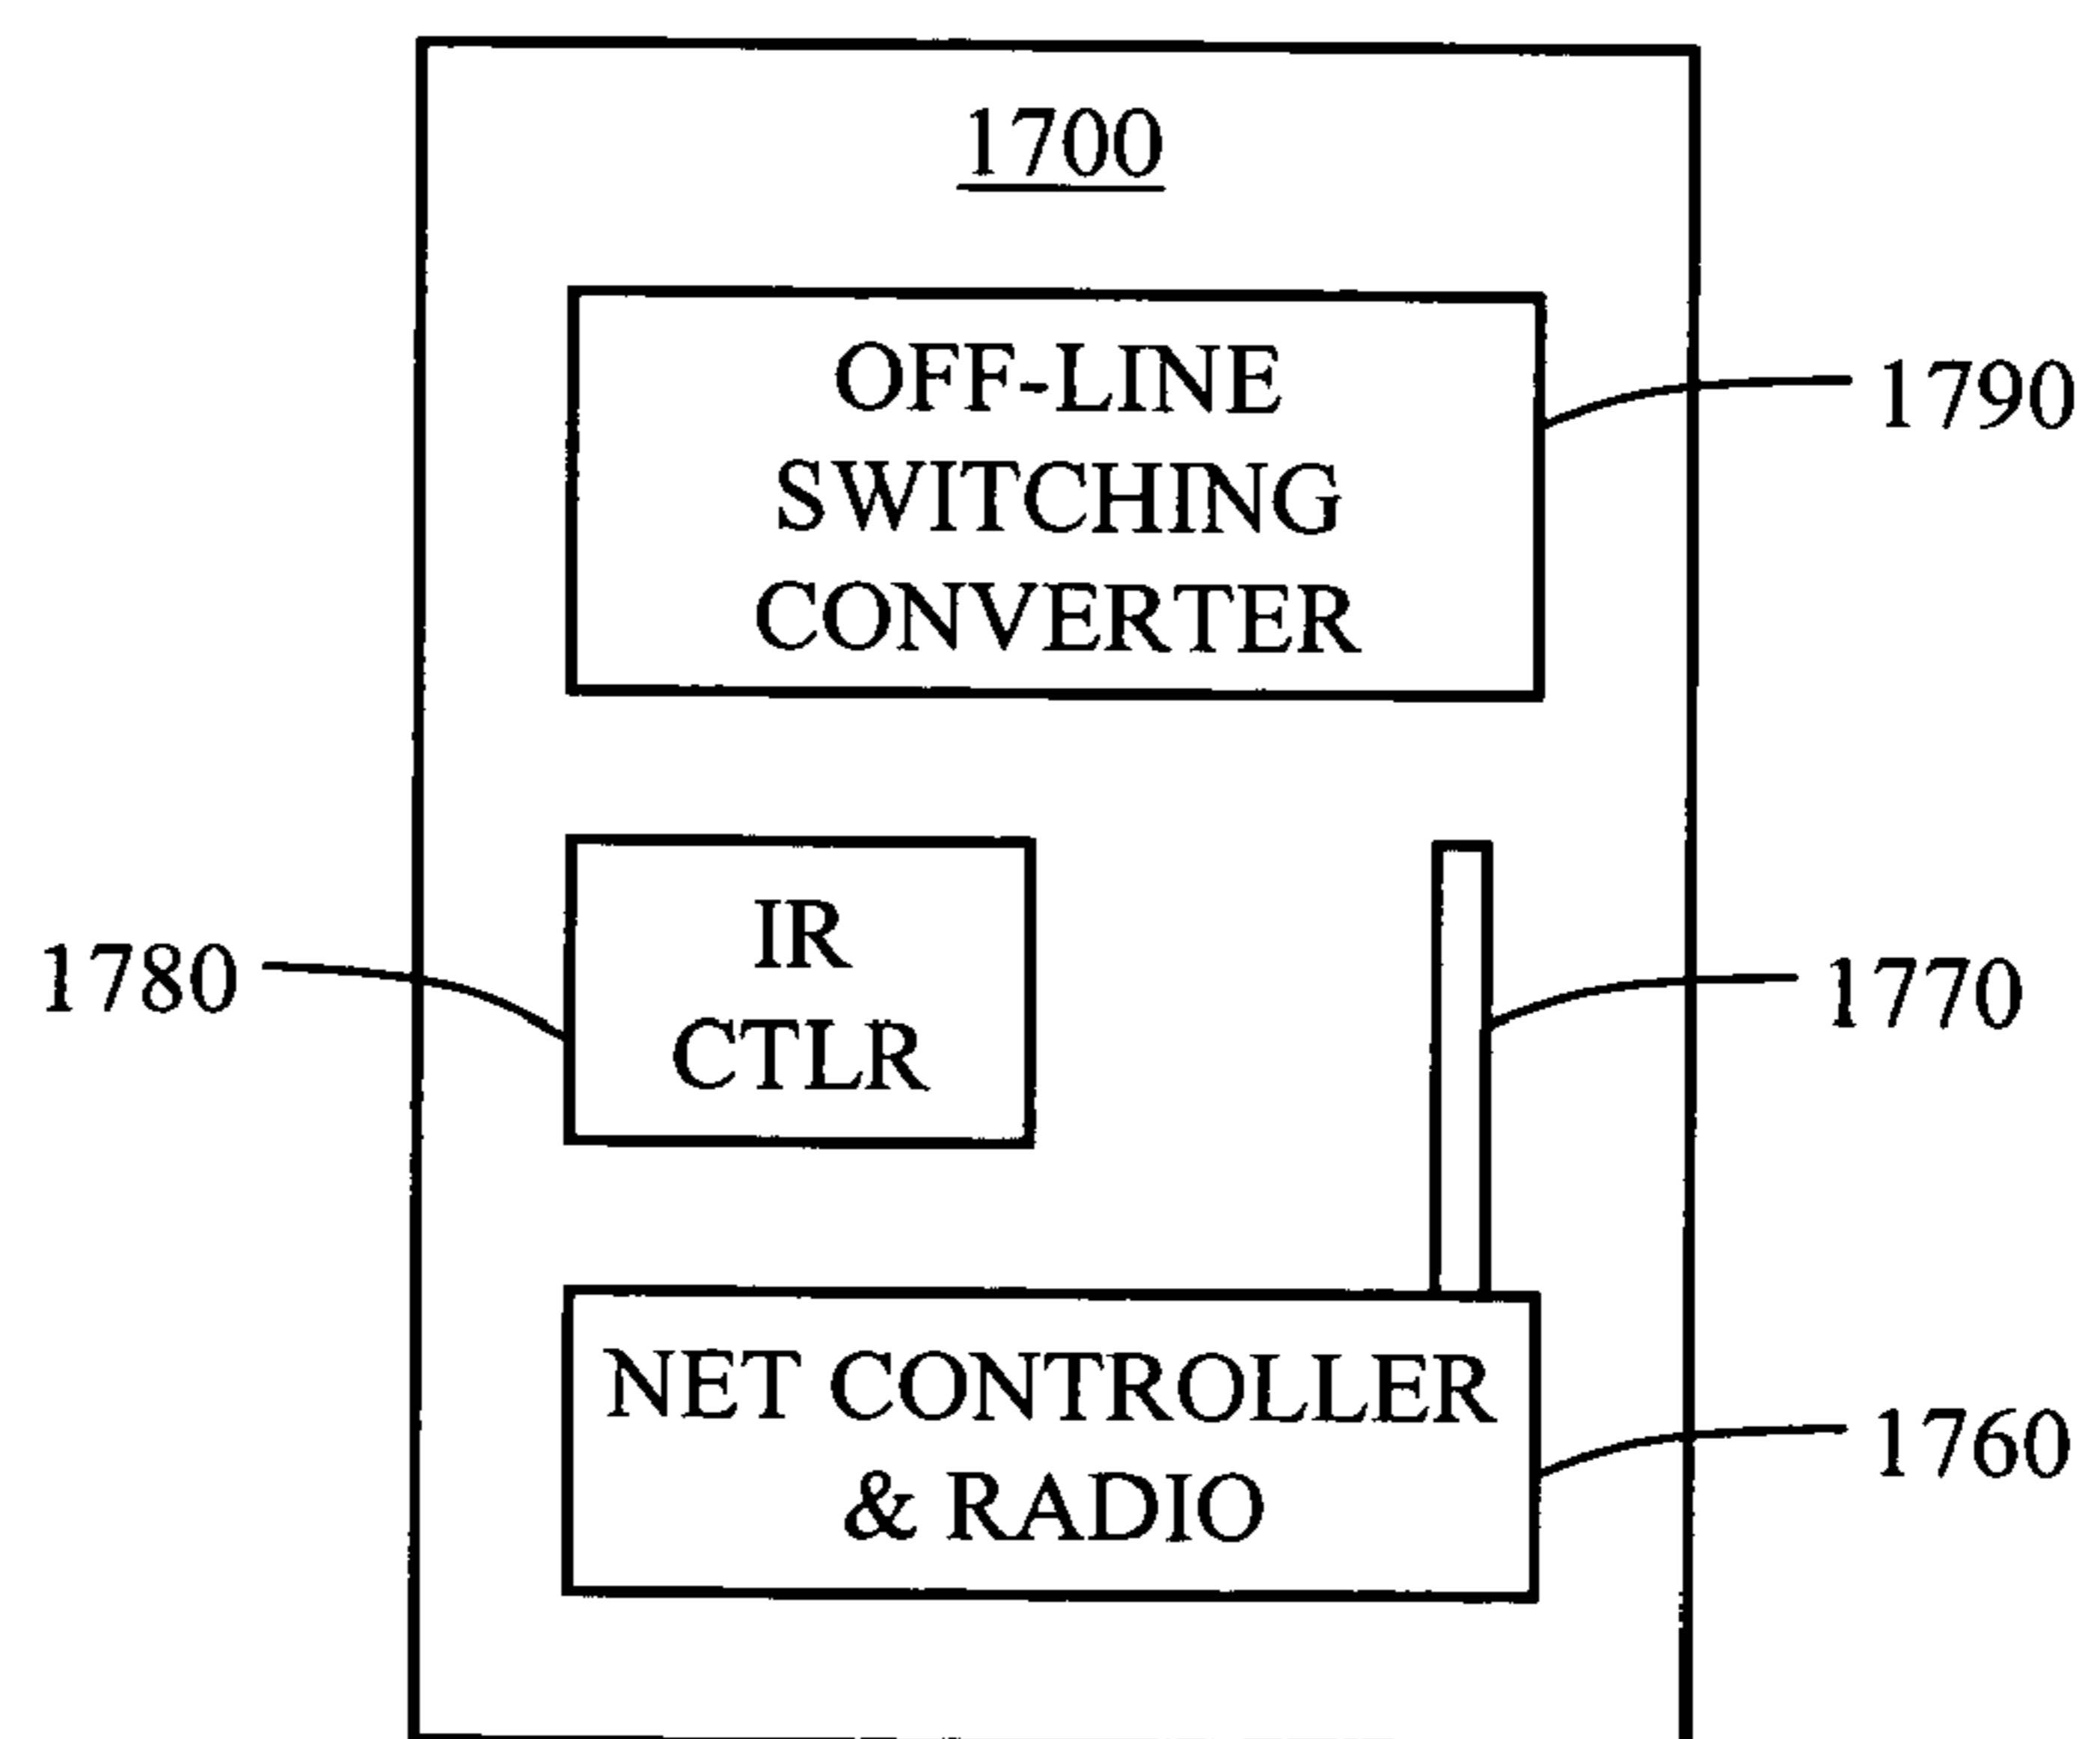 1700
OFF-LINE
SWITCHING
CONVERTER
1790
IR
CTLR
1780
1770
NET CONTROLLER
& RADIO
1760